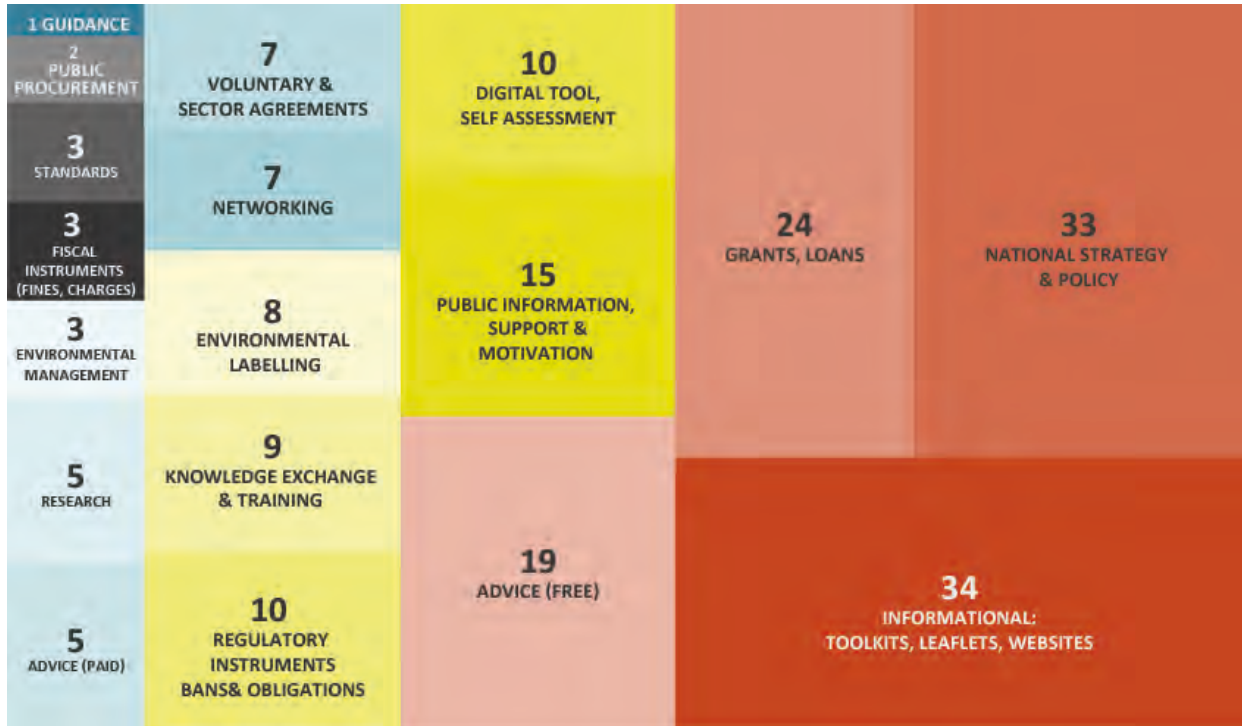 1 GUIDANCE
2
PUBLIC
PROCUREMENT
3
STANDARDS
3
FISCAL
INSTRUMENTS
(FINES, CHARGES)
3
ENVIRONMENTAL
MANAGEMENT
5
RESEARCH
5
ADVICE (PAID)
7
VOLUNTARY &
SECTOR AGREEMENTS
7
NETWORKING
8
ENVIRONMENTAL
LABELLING
9
KNOWLEDGE EXCHANGE
& TRAINING
10
REGULATORY
INSTRUMENTS
BANS& OBLIGATIONS
10
DIGITAL TOOL,
SELF ASSESSMENT
15
PUBLIC INFORMATION,
SUPPORT &
MOTIVATION
19
ADVICE (FREE)
24
GRANTS, LOANS
33
NATIONAL STRATEGY
& POLICY
34
INFORMATIONAL:
TOOLKITS, LEAFLETS, WEBSITES